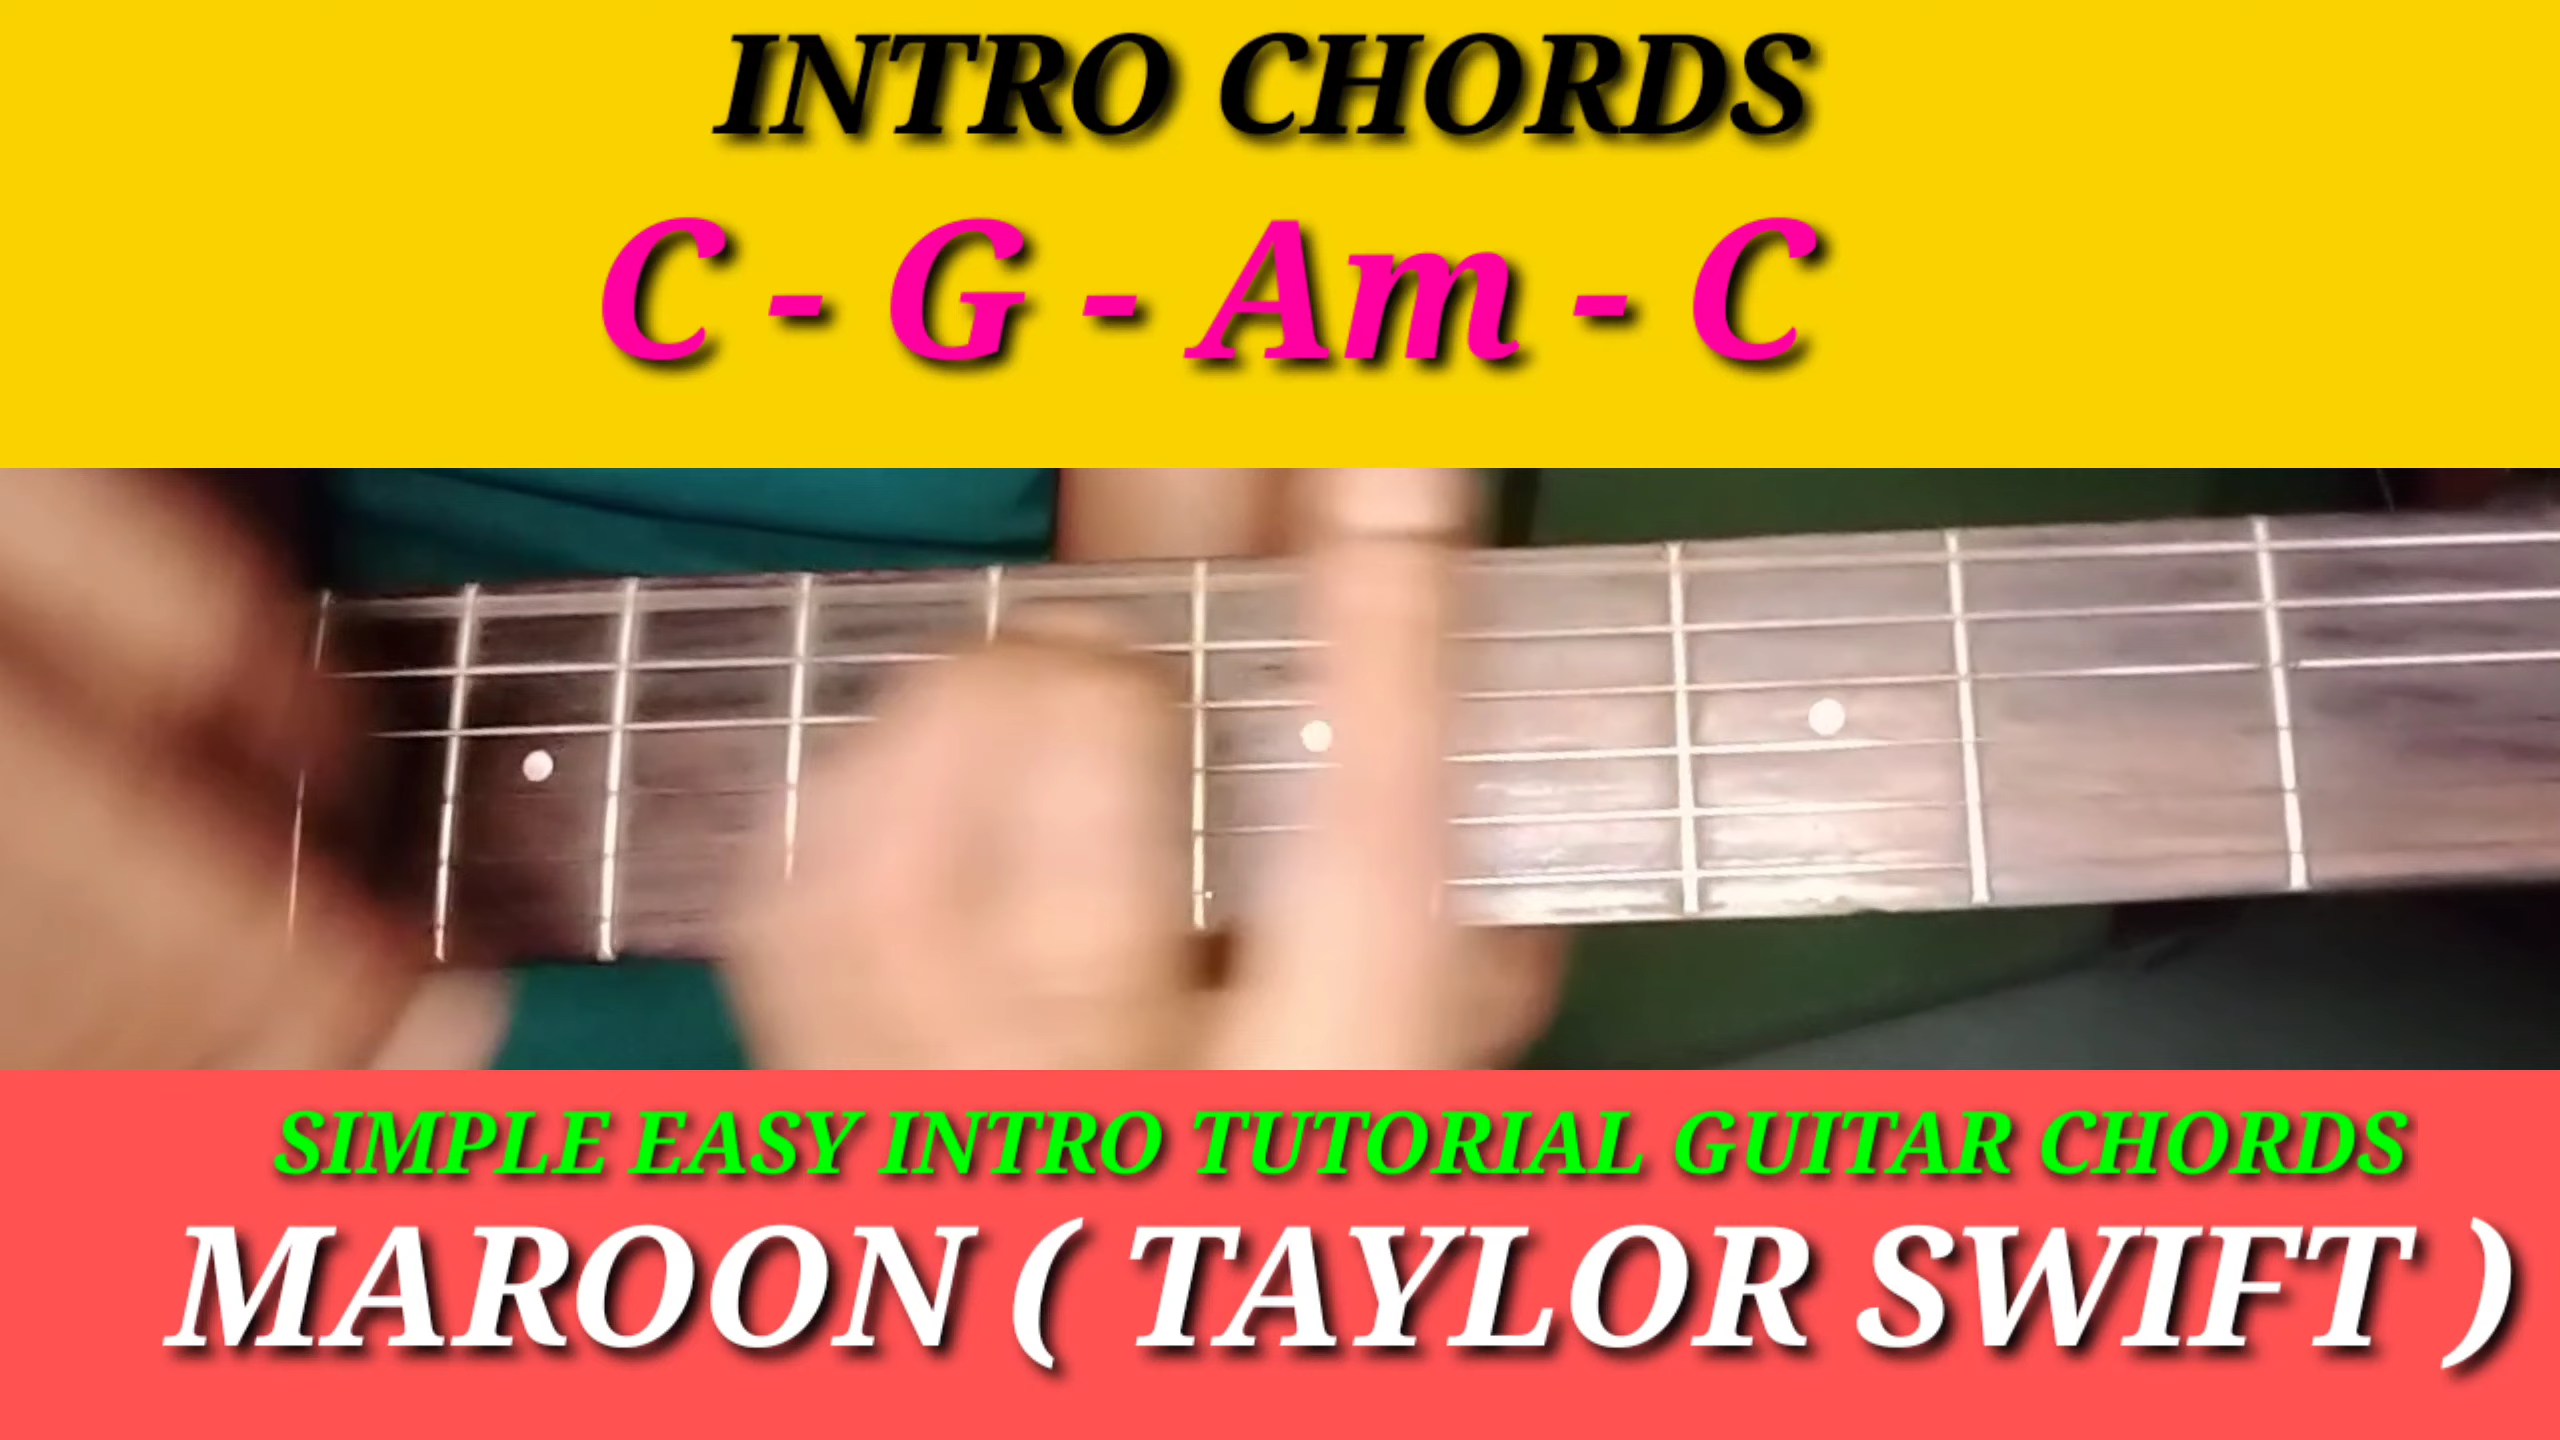 INTRO CHORDS
C - G - Am - C
SIMPLE EASY INTRO TUTORIAL GUITAR CHORDS
MAROON ( TAYLOR SWIFT )